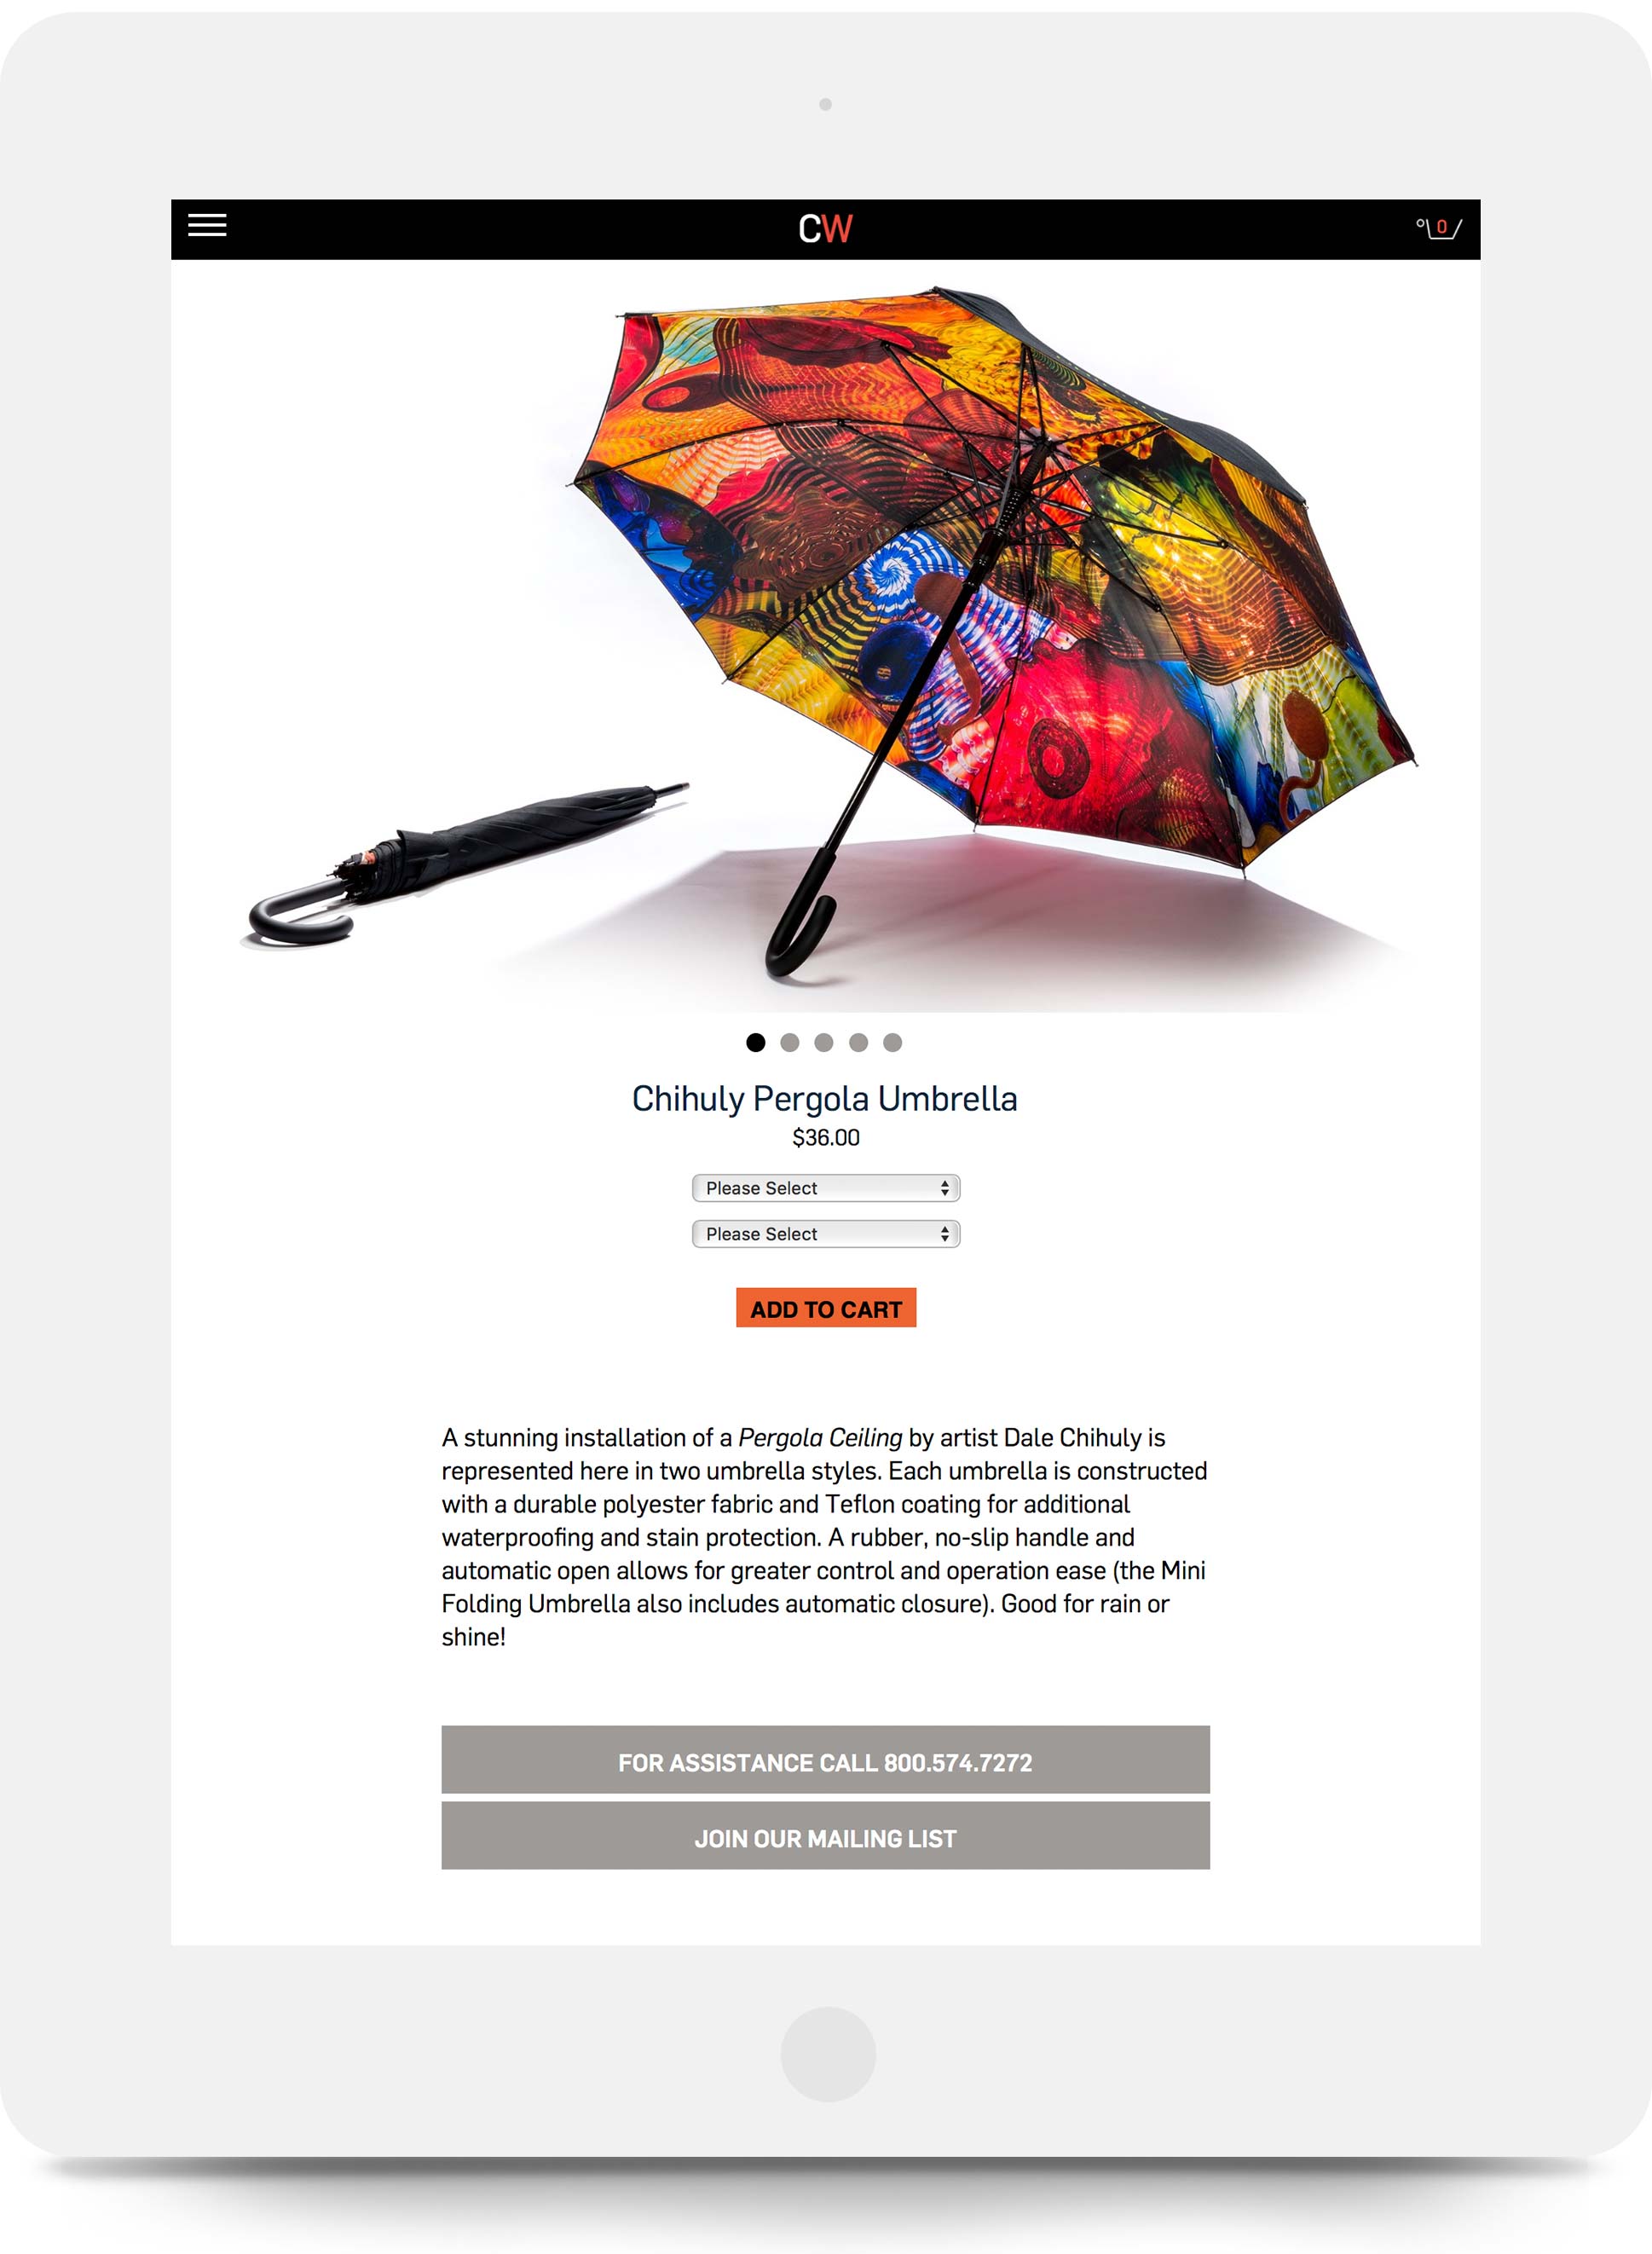 CW
0
Chihuly Pergola Umbrella
$36.00
Please Select
Please Select
ADD TO CART
A stunning installation of a Pergola Ceiling by artist Dale Chihuly is
represented here in two umbrella styles. Each umbrella is constructed
with a durable polyester fabric and Teflon coating for additional
waterproofing and stain protection. A rubber, no-slip handle and
automatic open allows for greater control and operation ease (the Mini
Folding Umbrella also includes automatic closure). Good for rain or
shine!
FOR ASSISTANCE CALL 800.574.7272
JOIN OUR MAILING LIST